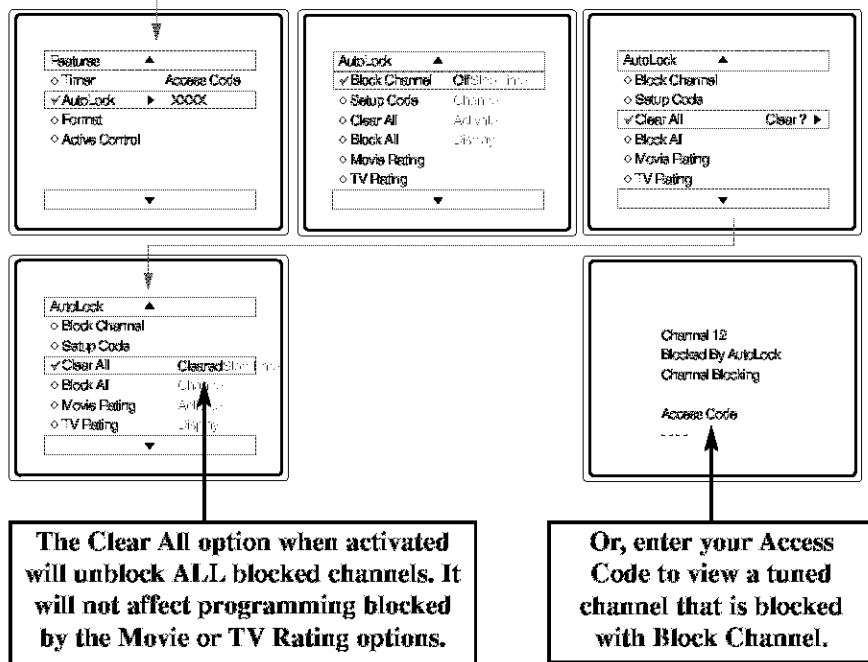 Features
Timer Access Code
AutoLock XXXX
Format
Active Control
AutoLock
Block Channel Off
Setup Code
Clear All
Block All
Movie Rating
TV Rating
AutoLock
Block Channel
Setup Code
Clear All Clear ?
Block All
Movie Rating
TV Rating
AutoLock
Block Channel
Setup Code
Clear All Cleared
Block All
Movie Rating
TV Rating
Channel 12
Blocked By AutoLock
Channel Blocking
Access Code
- - - -
The Clear All option when activated
will unblock ALL blocked channels. It
will not affect programming blocked
by the Movie or TV Rating options.
Or, enter your Access
Code to view a tuned
channel that is blocked
with Block Channel.